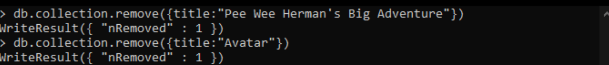 > db.collection.remove({title:"Pee Wee Herman's Big Adventure"})
WriteResult({ "nRemoved" : 1 })
> db.collection.remove({title:"Avatar"})
WriteResult({ "nRemoved" : 1 })